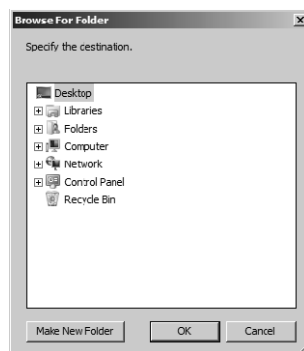 Browse For Folder
Specify the cestination.
Desktop
Libraries
Folders
Computer
Network
Control Panel
Recycle Bin
Make New Folder
OK
Cancel